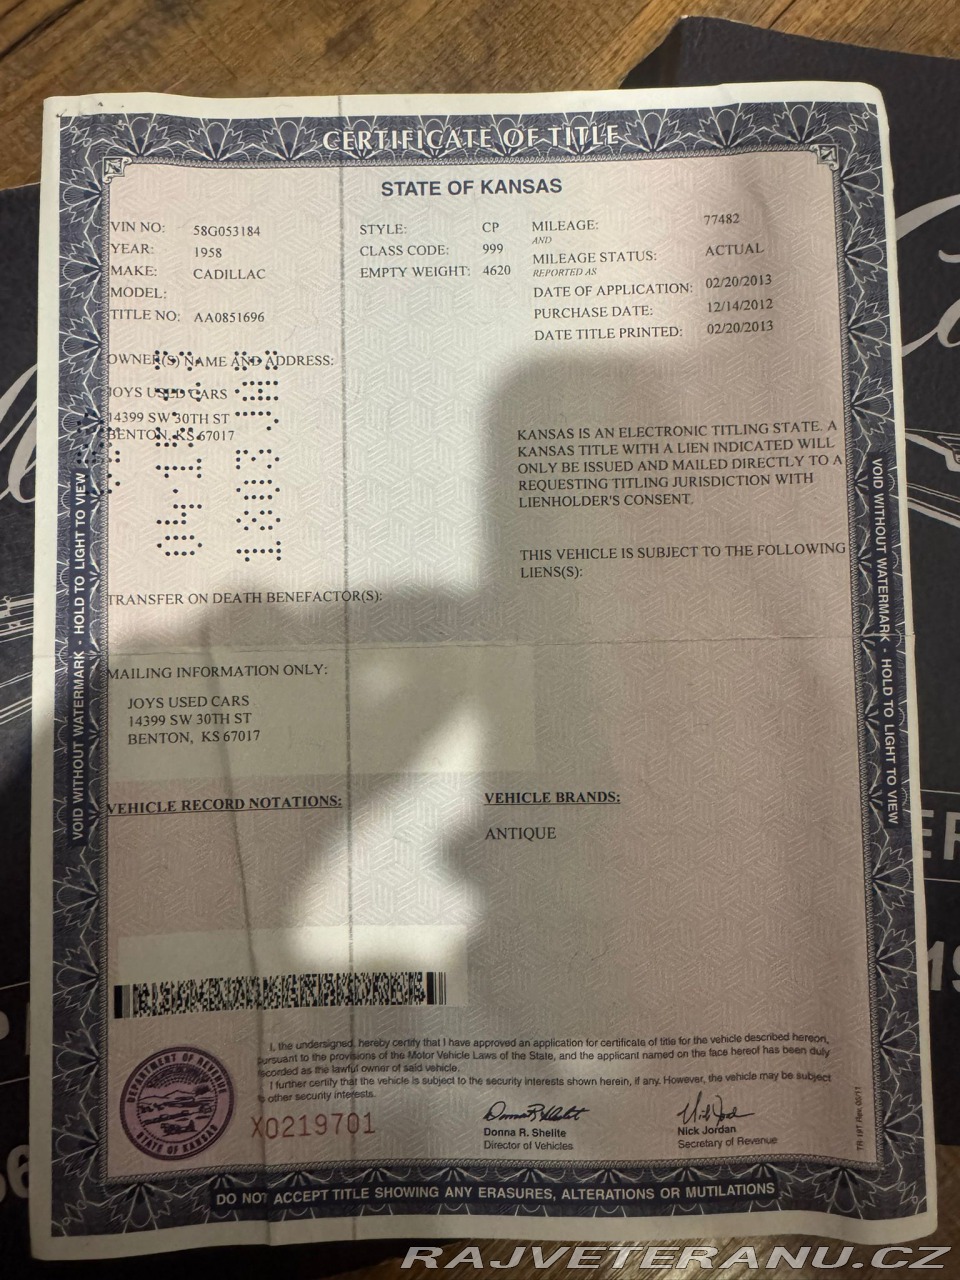 CERTIFICATE OF TITLE
STATE OF KANSAS
VIN NO: 58G053184
YEAR: 1958
MAKE: CADILLAC
MODEL:
TITLE NO: AA0851696
STYLE: CP
CLASS CODE: 999
EMPTY WEIGHT: 4620
MILEAGE: 77482
AND
MILEAGE STATUS: ACTUAL
REPORTED AS
DATE OF APPLICATION: 02/20/2013
PURCHASE DATE: 12/14/2012
DATE TITLE PRINTED: 02/20/2013
OWNER(S) NAME AND ADDRESS:
JOYS USED CARS
14399 SW 30TH ST
BENTON, KS 67017
KANSAS IS AN ELECTRONIC TITLING STATE. A
KANSAS TITLE WITH A LIEN INDICATED WILL
ONLY BE ISSUED AND MAILED DIRECTLY TO A
REQUESTING TITLING JURISDICTION WITH
LIENHOLDER'S CONSENT.
THIS VEHICLE IS SUBJECT TO THE FOLLOWING
LIENS(S):
TRANSFER ON DEATH BENEFACTOR(S):
MAILING INFORMATION ONLY:
JOYS USED CARS
14399 SW 30TH ST
BENTON, KS 67017
VEHICLE RECORD NOTATIONS:
VEHICLE BRANDS:
ANTIQUE
VOID WITHOUT WATERMARK - HOLD TO LIGHT TO VIEW
VOID WITHOUT WATERMARK - HOLD TO LIGHT TO VIEW
I, the undersigned, hereby certify that I have approved an application for certificate of title for the vehicle described hereon,
pursuant to the provisions of the Motor Vehicle Laws of the State, and the applicant named on the face hereof has been duly
recorded as the lawful owner of said vehicle.
I further certify that the vehicle is subject to the security interests shown herein, if any. However, the vehicle may be subject
to other security interests.
DEPARTMENT OF REVENUE
STATE OF KANSAS
X0219701
Donna R. Shelite
Director of Vehicles
Nick Jordan
Secretary of Revenue
DO NOT ACCEPT TITLE SHOWING ANY ERASURES, ALTERATIONS OR MUTILATIONS
RAJVETERANU.CZ